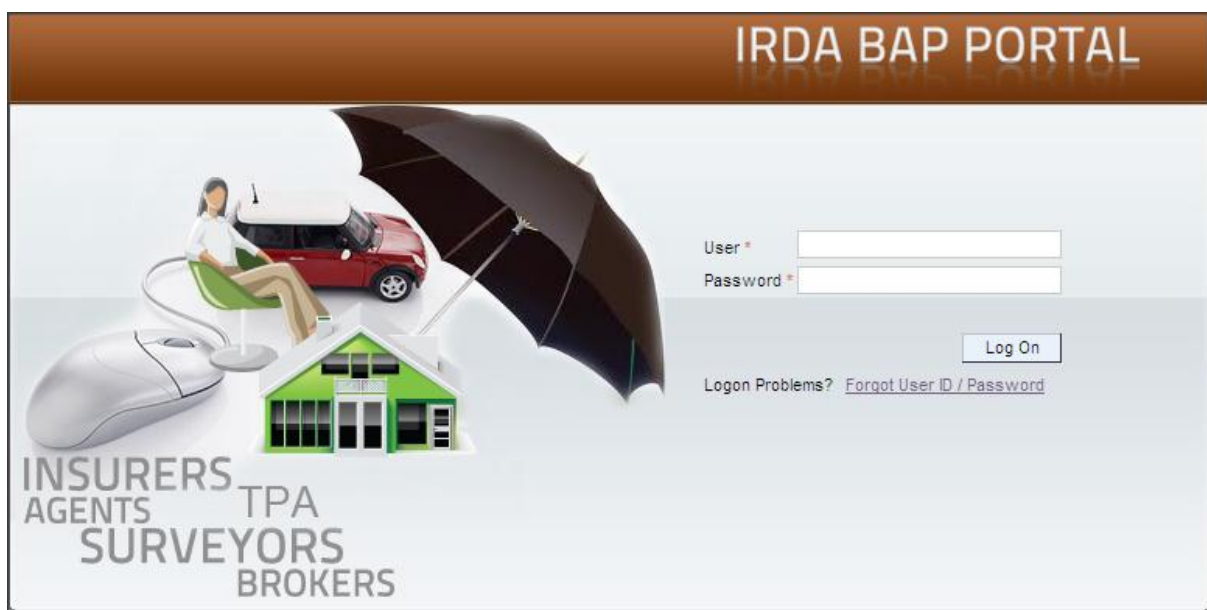 IRDA BAP PORTAL
User *
Password *
Log On
Logon Problems? Forgot User ID / Password
INSURERS
AGENTS TPA
SURVEYORS
BROKERS